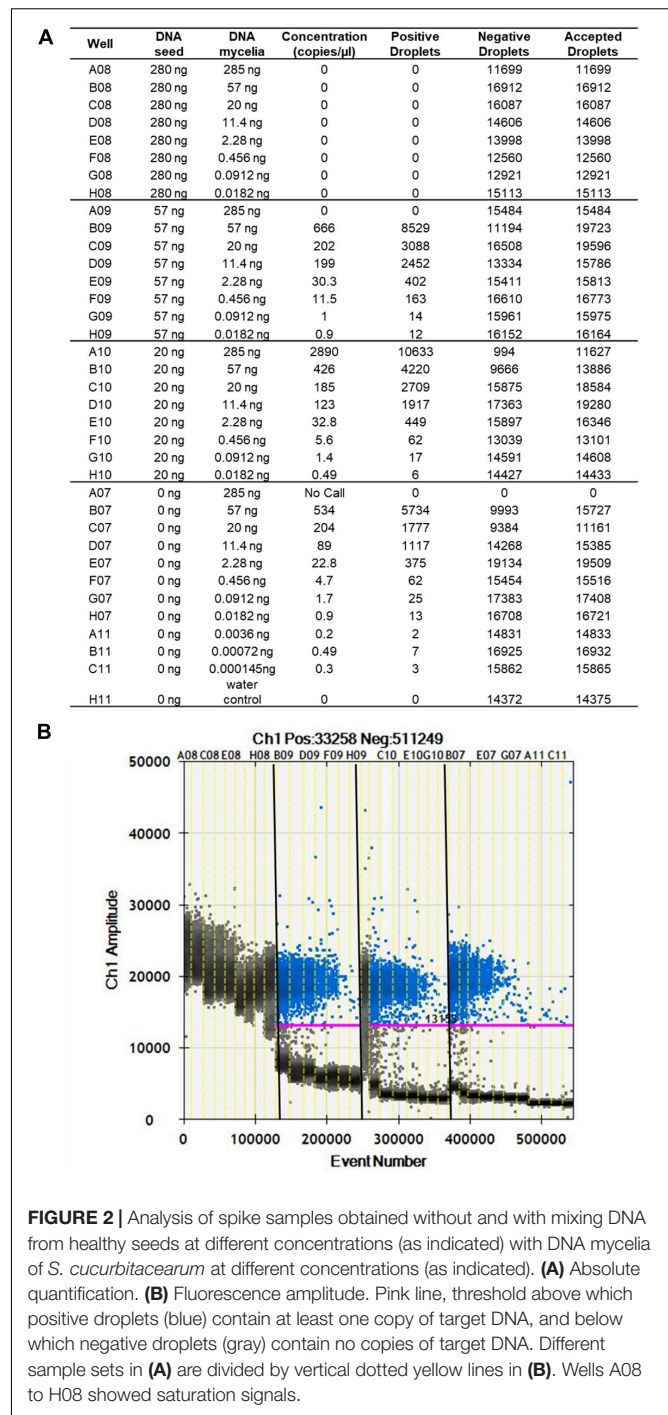 A
Well DNA seed DNA mycelia Concentration (copies/µl) Positive Droplets Negative Droplets Accepted Droplets
A08 280 ng 285 ng 0 0 11699 11699
B08 280 ng 57 ng 0 0 16912 16912
C08 280 ng 20 ng 0 0 16087 16087
D08 280 ng 11.4 ng 0 0 14606 14606
E08 280 ng 2.28 ng 0 0 13998 13998
F08 280 ng 0.456 ng 0 0 12560 12560
G08 280 ng 0.0912 ng 0 0 12921 12921
H08 280 ng 0.0182 ng 0 0 15113 15113
A09 57 ng 285 ng 0 0 15484 15484
B09 57 ng 57 ng 666 8529 11194 19723
C09 57 ng 20 ng 202 3088 16508 19596
D09 57 ng 11.4 ng 199 2452 13334 15786
E09 57 ng 2.28 ng 30.3 402 15411 15813
F09 57 ng 0.456 ng 11.5 163 16610 16773
G09 57 ng 0.0912 ng 1 14 15961 15975
H09 57 ng 0.0182 ng 0.9 12 16152 16164
A10 20 ng 285 ng 2890 10633 994 11627
B10 20 ng 57 ng 426 4220 9666 13886
C10 20 ng 20 ng 185 2709 15875 18584
D10 20 ng 11.4 ng 123 1917 17363 19280
E10 20 ng 2.28 ng 32.8 449 15897 16346
F10 20 ng 0.456 ng 5.6 62 13039 13101
G10 20 ng 0.0912 ng 1.4 17 14591 14608
H10 20 ng 0.0182 ng 0.49 6 14427 14433
A07 0 ng 285 ng No Call 0 0 0
B07 0 ng 57 ng 534 5734 9993 15727
C07 0 ng 20 ng 204 1777 9384 11161
D07 0 ng 11.4 ng 89 1117 14268 15385
E07 0 ng 2.28 ng 22.8 375 19134 19509
F07 0 ng 0.456 ng 4.7 62 15454 15516
G07 0 ng 0.0912 ng 1.7 25 17383 17408
H07 0 ng 0.0182 ng 0.9 13 16708 16721
A11 0 ng 0.0036 ng 0.2 2 14831 14833
B11 0 ng 0.00072 ng 0.49 7 16925 16932
C11 0 ng 0.000145ng 0.3 3 15862 15865
H11 0 ng water control 0 0 14372 14375
B
Ch1 Pos:33258 Neg:511249
A08 C08 E08 H08 B09 D09 F09 H09 C10 E10G10 B07 E07 G07 A11 C11
50000
40000
30000
20000
10000
0
Ch1 Amplitude
0 100000 200000 300000 400000 500000
Event Number
FIGURE 2 | Analysis of spike samples obtained without and with mixing DNA
from healthy seeds at different concentrations (as indicated) with DNA mycelia
of S. cucurbitacearum at different concentrations (as indicated). (A) Absolute
quantification. (B) Fluorescence amplitude. Pink line, threshold above which
positive droplets (blue) contain at least one copy of target DNA, and below
which negative droplets (gray) contain no copies of target DNA. Different
sample sets in (A) are divided by vertical dotted yellow lines in (B). Wells A08
to H08 showed saturation signals.